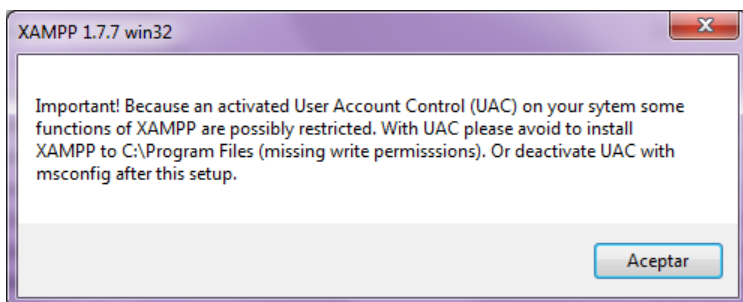 XAMPP 1.7.7 win32
Important! Because an activated User Account Control (UAC) on your sytem some
functions of XAMPP are possibly restricted. With UAC please avoid to install
XAMPP to C:\Program Files (missing write permisssions). Or deactivate UAC with
msconfig after this setup.
Aceptar